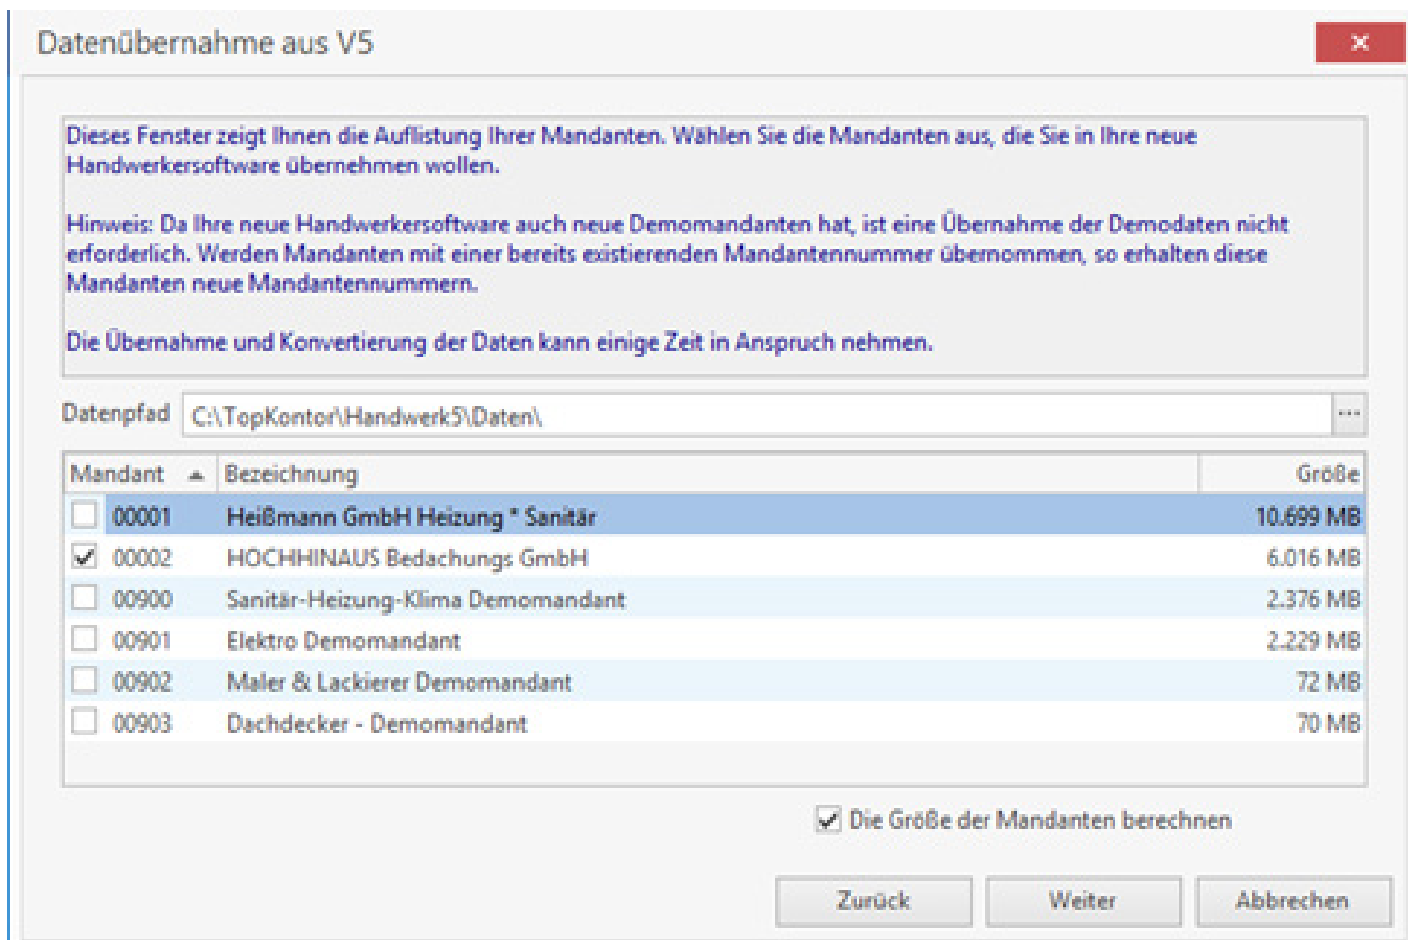 Datenübernahme aus V5
Dieses Fenster zeigt Ihnen die Auflistung Ihrer Mandanten. Wählen Sie die Mandanten aus, die Sie in Ihre neue
Handwerkersoftware übernehmen wollen.
Hinweis: Da Ihre neue Handwerkersoftware auch neue Demomandanten hat, ist eine Übernahme der Demodaten nicht
erforderlich. Werden Mandanten mit einer bereits existierenden Mandantennummer übernommen, so erhalten diese
Mandanten neue Mandantennummern.
Die Übernahme und Konvertierung der Daten kann einige Zeit in Anspruch nehmen.
Datenpfad C:\TopKontor\Handwerk5\Daten\ ...
Mandant Bezeichnung Größe
00001 Heißmann GmbH Heizung * Sanitär 10.699 MB
00002 HOCHHINAUS Bedachungs GmbH 6.016 MB
00900 Sanitär-Heizung-Klima Demomandant 2.376 MB
00901 Elektro Demomandant 2.229 MB
00902 Maler & Lackierer Demomandant 72 MB
00903 Dachdecker - Demomandant 70 MB
Die Größe der Mandanten berechnen
Zurück Weiter Abbrechen